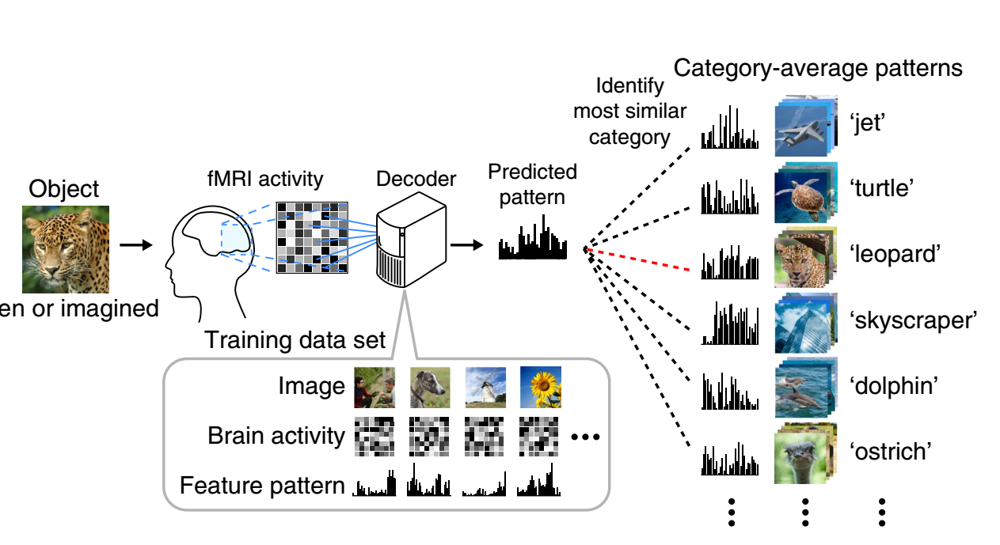 Category-average patterns
Identify
most similar
category
‘jet’
‘turtle’
‘leopard’
‘skyscraper’
‘dolphin’
‘ostrich’
Object
en or imagined
fMRI activity
Decoder
Predicted
pattern
Training data set
Image
Brain activity
Feature pattern